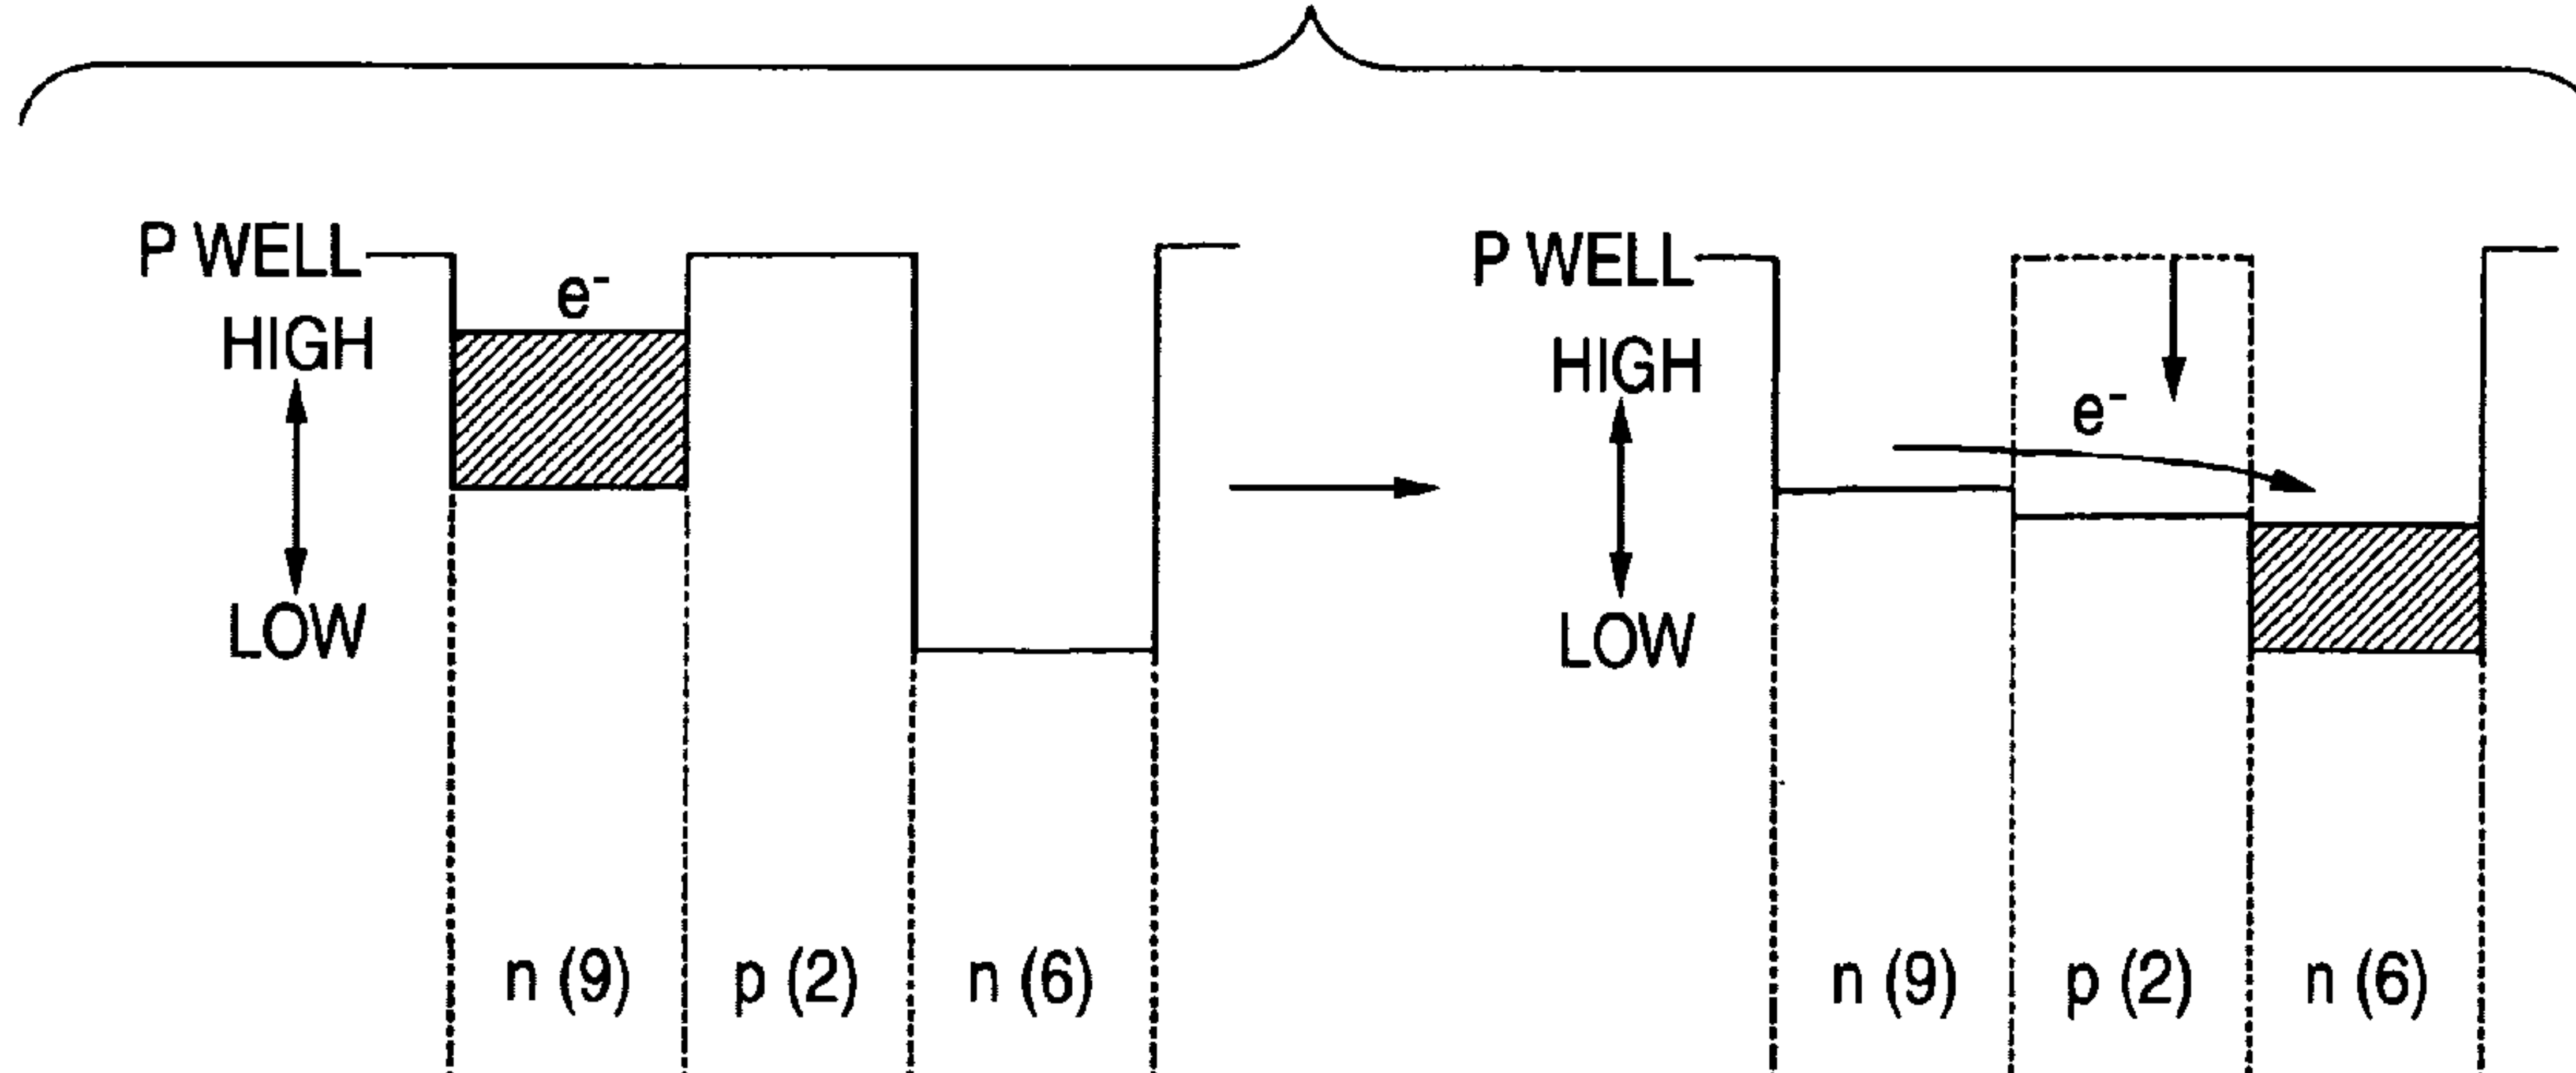 P WELL
e-
HIGH
LOW
n (9) p (2) n (6)
P WELL
HIGH
e-
LOW
n (9) p (2) n (6)